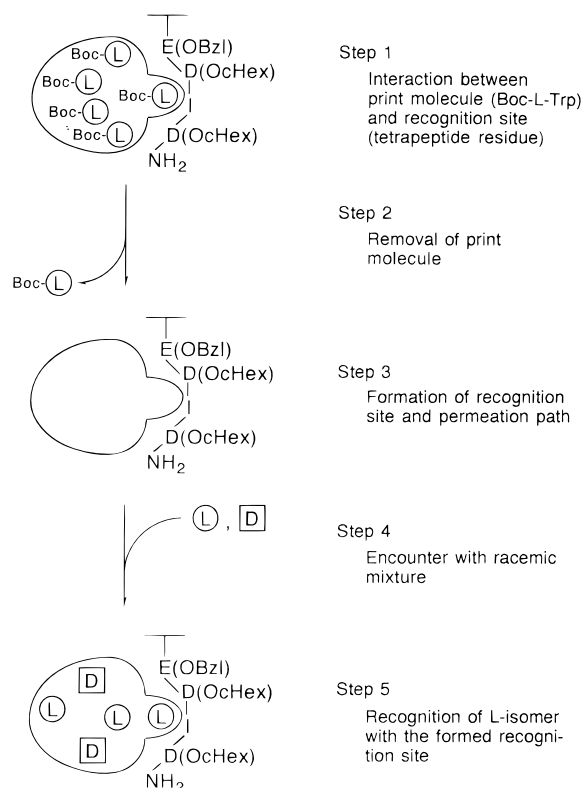 Boc-L
Boc-L
Boc-L
Boc-L
Boc-L
E(OBzl)
D(OcHex)
I
D(OcHex)
NH2
Step 1
Interaction between
print molecule (Boc-L-Trp)
and recognition site
(tetrapeptide residue)
Boc-L
Step 2
Removal of print
molecule
E(OBzl)
D(OcHex)
I
D(OcHex)
NH2
Step 3
Formation of recognition
site and permeation path
L , D
Step 4
Encounter with racemic
mixture
E(OBzl)
D(OcHex)
I
D(OcHex)
NH2
D
L
L
L
D
Step 5
Recognition of L-isomer
with the formed recogni-
tion site